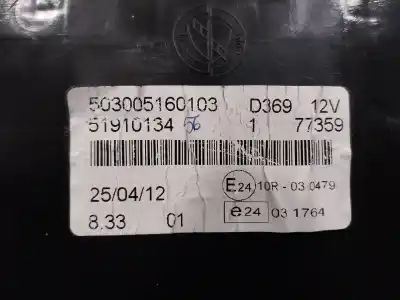 503005160103 D369 12V
51910134 56 1 77359
25/04/12 E24 10R - 03 0479
8.33 01 e24 03 1764